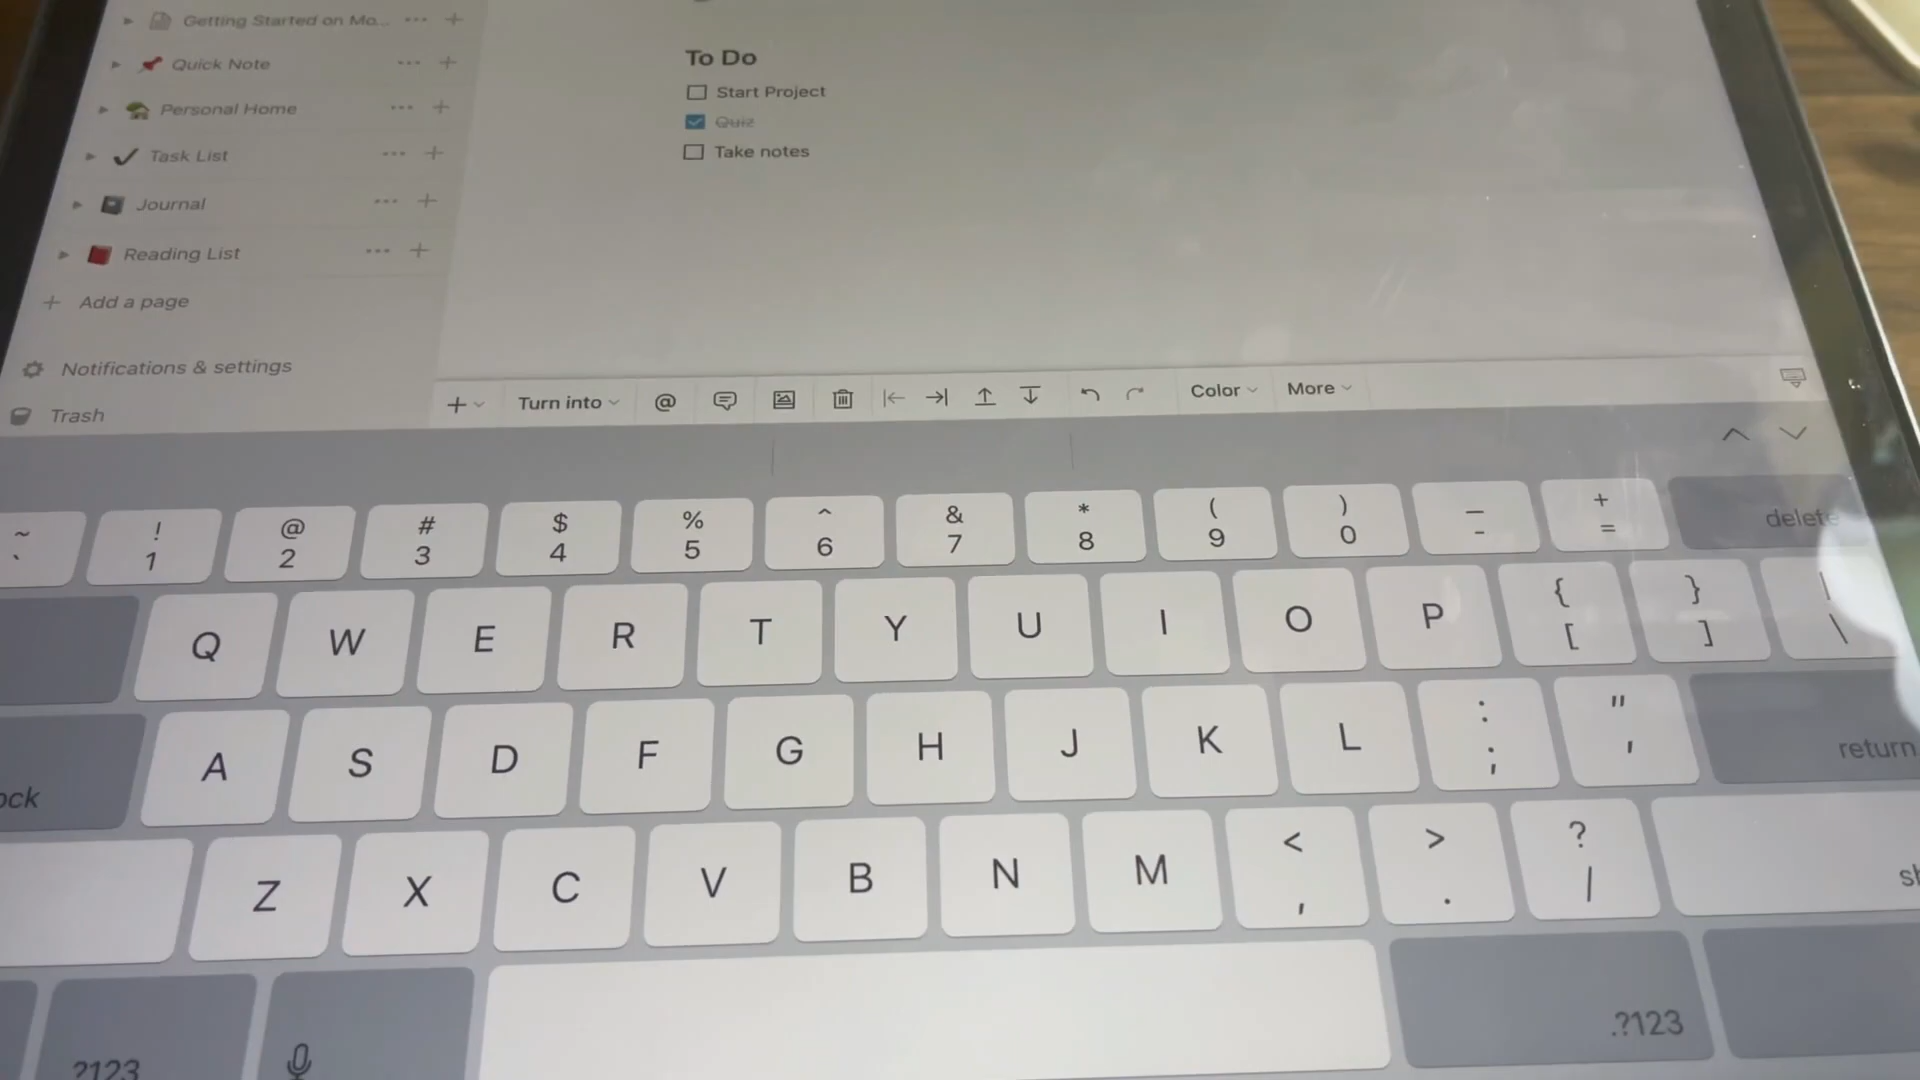 Getting Started on Mo...
Quick Note
Personal Home
Task List
Journal
Reading List
+ Add a page
Notifications & settings
Trash
To Do
Start Project
Quiz
Take notes
+ Turn into @ Color More
~ ! @ # $ % ^ & * ( ) _ +
` 1 2 3 4 5 6 7 8 9 0 - = delete
Q W E R T Y U I O P { [ } ] | \
A S D F G H J K L : ; " ' return
Z X C V B N M < , > . ? /
.?123